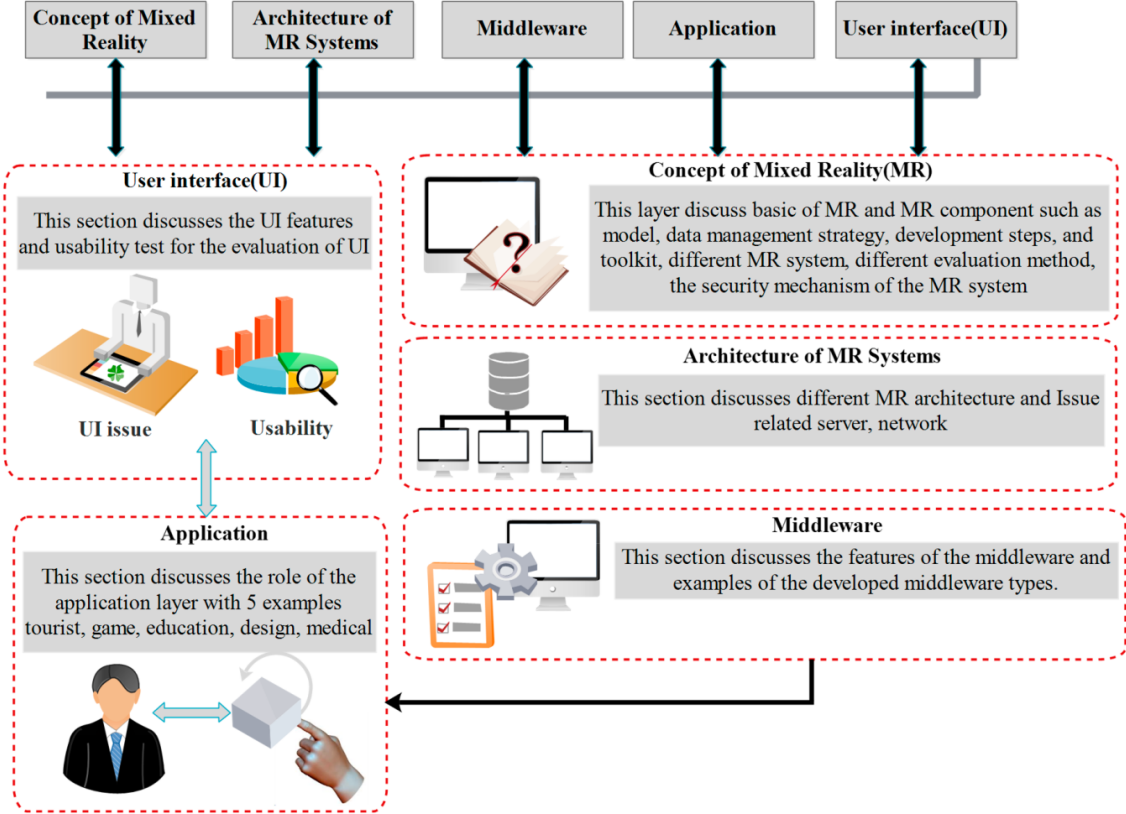 Concept of Mixed
Reality
Architecture of
MR Systems
Middleware
Application
User interface(UI)
User interface(UI)
This section discusses the UI features
and usability test for the evaluation of UI
UI issue
Usability
Concept of Mixed Reality(MR)
This layer discuss basic of MR and MR component such as
model, data management strategy, development steps, and
toolkit, different MR system, different evaluation method,
the security mechanism of the MR system
?
Architecture of MR Systems
This section discusses different MR architecture and Issue
related server, network
Application
This section discusses the role of the
application layer with 5 examples
tourist, game, education, design, medical
Middleware
This section discusses the features of the middleware and
examples of the developed middleware types.